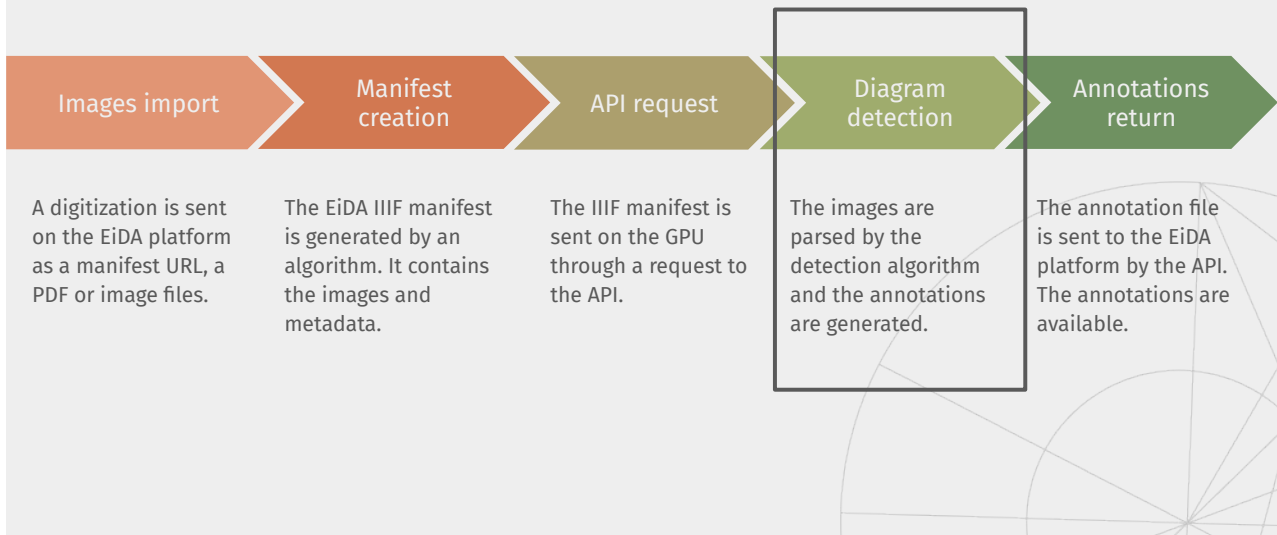 Images import
Manifest
creation
API request
Diagram
detection
Annotations
return
A digitization is sent
on the EiDA platform
as a manifest URL, a
PDF or image files.
The EiDA IIIF manifest
is generated by an
algorithm. It contains
the images and
metadata.
The IIIF manifest is
sent on the GPU
through a request to
the API.
The images are
parsed by the
detection algorithm
and the annotations
are generated.
The annotation file
is sent to the EiDA
platform by the API.
The annotations are
available.